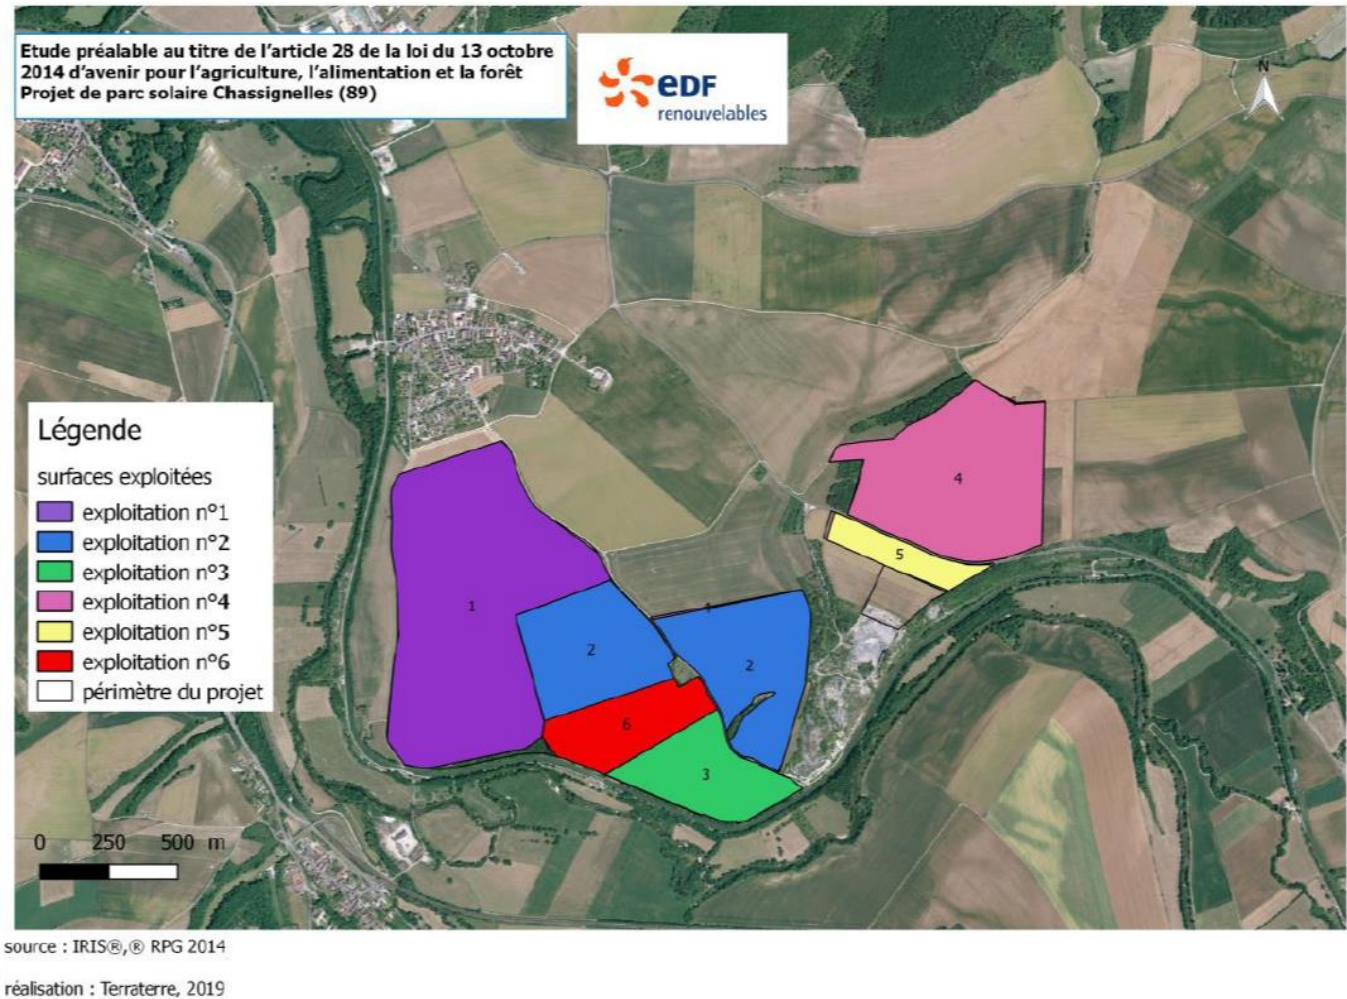 Etude préalable au titre de l'article 28 de la loi du 13 octobre
2014 d'avenir pour l'agriculture, l'alimentation et la forêt
Projet de parc solaire Chassignelles (89)
eDF
renouvelables
N
Légende
surfaces exploitées
exploitation n°1
exploitation n°2
exploitation n°3
exploitation n°4
exploitation n°5
exploitation n°6
périmètre du projet
4
5
1
2
2
6
3
0 250 500 m
source : IRIS®,® RPG 2014
réalisation : Terraterre, 2019